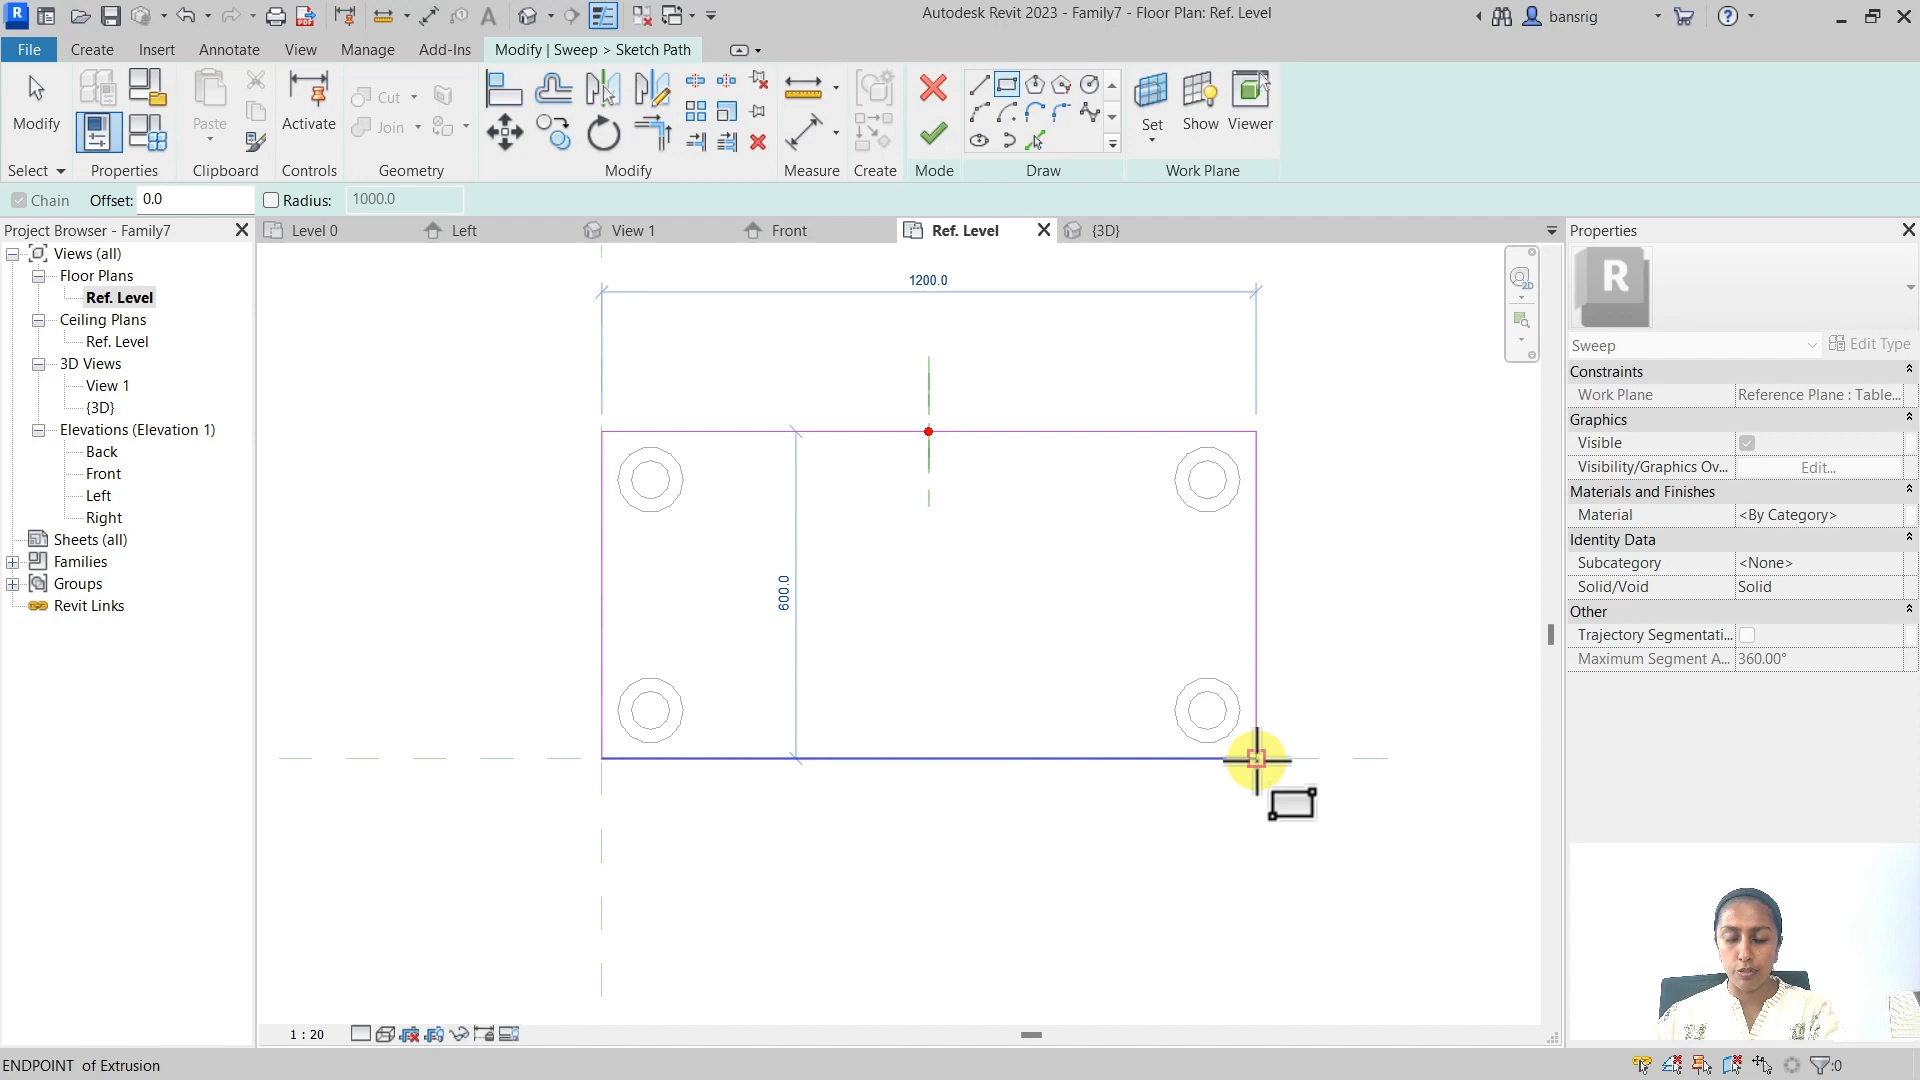 Autodesk Revit 2023 - Family7 - Floor Plan: Ref. Level
bansrig
File
Create
Insert
Annotate
View
Manage
Add-Ins
Modify | Sweep > Sketch Path
Modify
Paste
Activate
Cut
Join
Set
Show
Viewer
Select
Properties
Clipboard
Controls
Geometry
Modify
Measure
Create
Mode
Draw
Work Plane
Chain
Offset: 0.0
Radius: 1000.0
Project Browser - Family7
Level 0
Left
View 1
Front
Ref. Level
{3D}
Properties
Views (all)
Floor Plans
Ref. Level
Ceiling Plans
Ref. Level
3D Views
View 1
{3D}
Elevations (Elevation 1)
Back
Front
Left
Right
Sheets (all)
Families
Groups
Revit Links
1200.0
600.0
2D
R
Sweep
Edit Type
Constraints
Work Plane Reference Plane : Table...
Graphics
Visible
Visibility/Graphics Ov... Edit...
Materials and Finishes
Material <By Category>
Identity Data
Subcategory <None>
Solid/Void Solid
Other
Trajectory Segmentati...
Maximum Segment A... 360.00°
1 : 20
ENDPOINT of Extrusion
:0